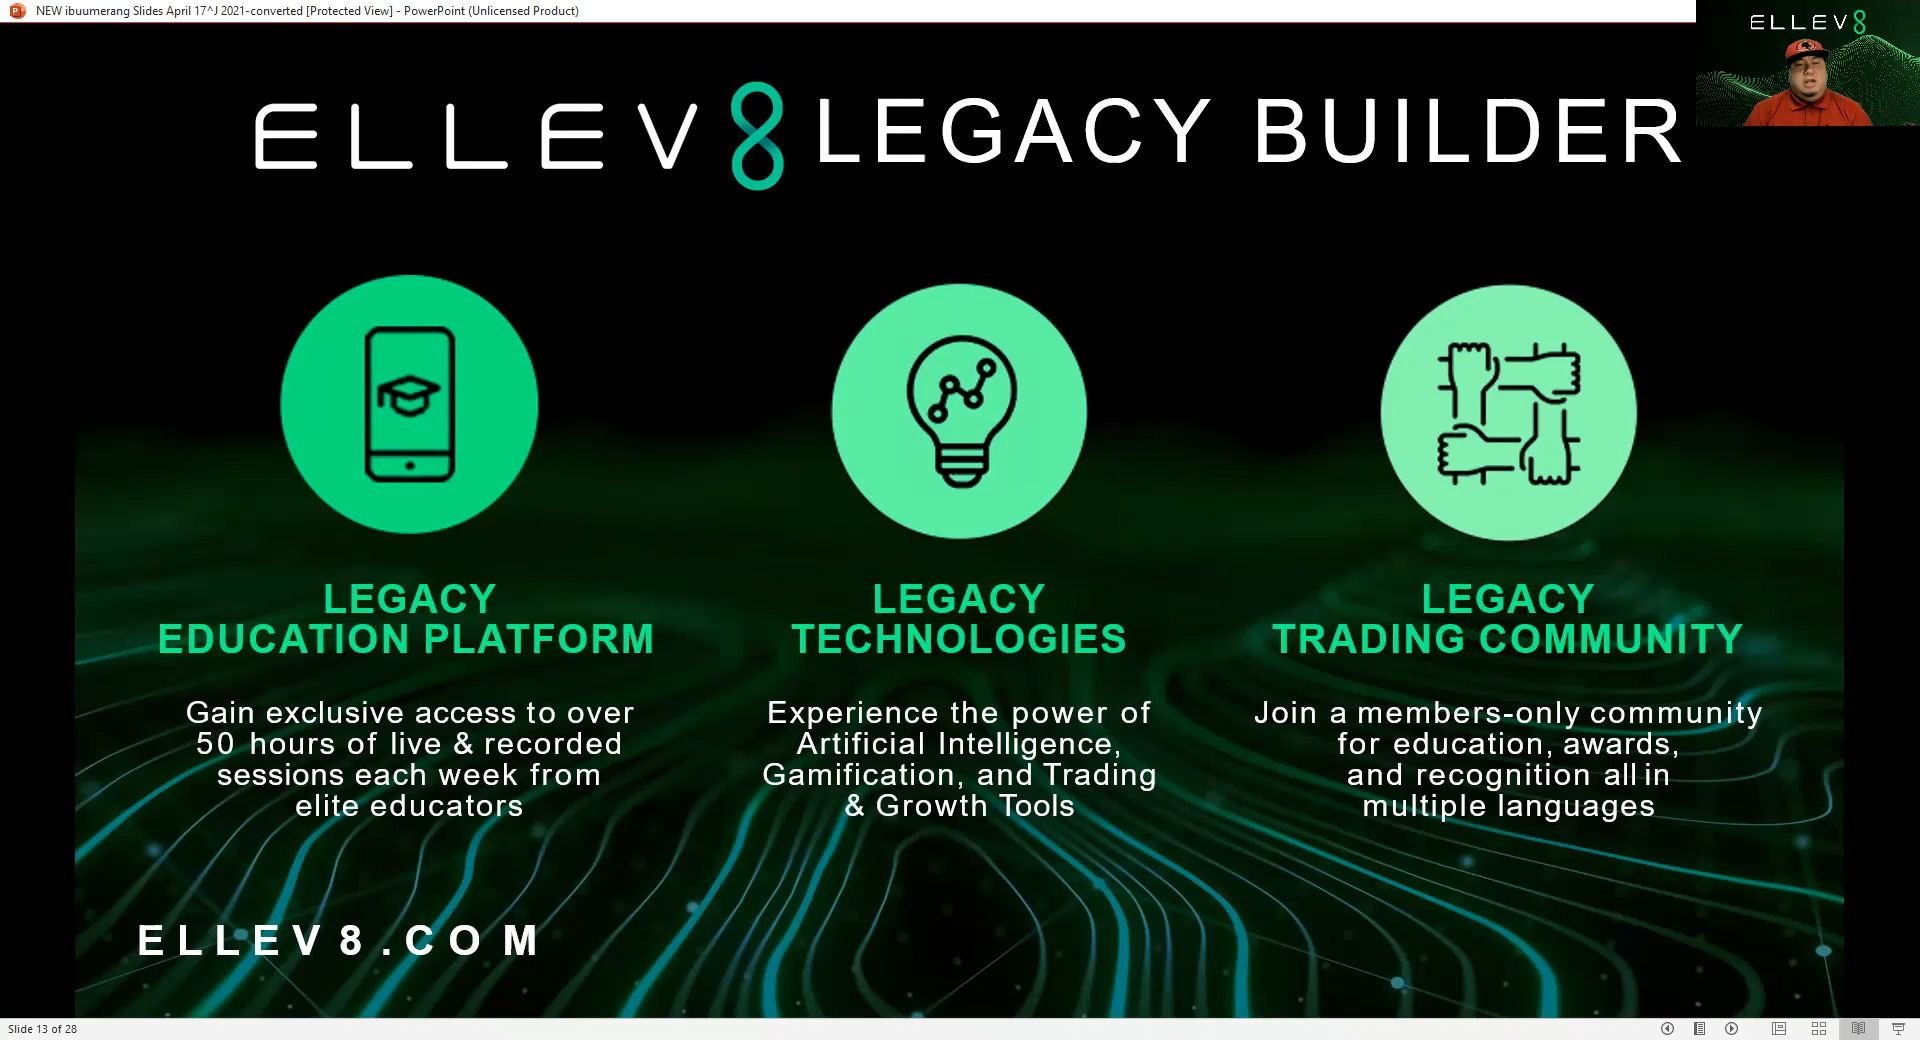 NEW ibuumerang Slides April 17^J 2021-converted [Protected View] - PowerPoint (Unlicensed Product)
ELLEV8
ELLEV8 LEGACY BUILDER
LEGACY
EDUCATION PLATFORM
Gain exclusive access to over
50 hours of live & recorded
sessions each week from
elite educators
LEGACY
TECHNOLOGIES
Experience the power of
Artificial Intelligence,
Gamification, and Trading
& Growth Tools
LEGACY
TRADING COMMUNITY
Join a members-only community
for education, awards,
and recognition all in
multiple languages
ELLEV8.COM
Slide 13 of 28